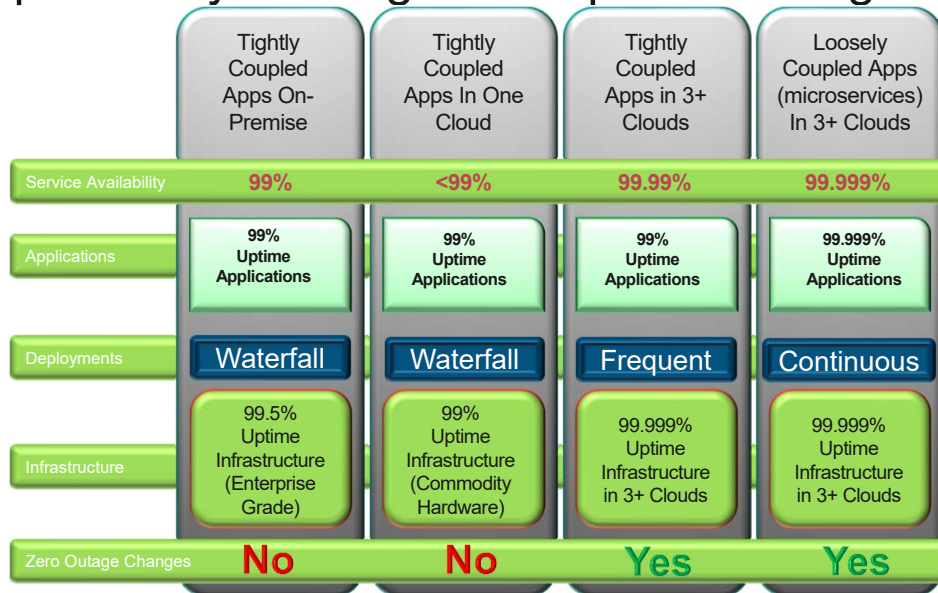 Tightly
Coupled
Apps On-
Premise
Tightly
Coupled
Apps In One
Cloud
Tightly
Coupled
Apps in 3+
Clouds
Loosely
Coupled Apps
(microservices)
In 3+ Clouds
Service Availability
99%
<99%
99.99%
99.999%
Applications
99%
Uptime
Applications
99%
Uptime
Applications
99%
Uptime
Applications
99.999%
Uptime
Applications
Deployments
Waterfall
Waterfall
Frequent
Continuous
Infrastructure
99.5%
Uptime
Infrastructure
(Enterprise
Grade)
99%
Uptime
Infrastructure
(Commodity
Hardware)
99.999%
Uptime
Infrastructure
in 3+ Clouds
99.999%
Uptime
Infrastructure
in 3+ Clouds
Zero Outage Changes
No
No
Yes
Yes